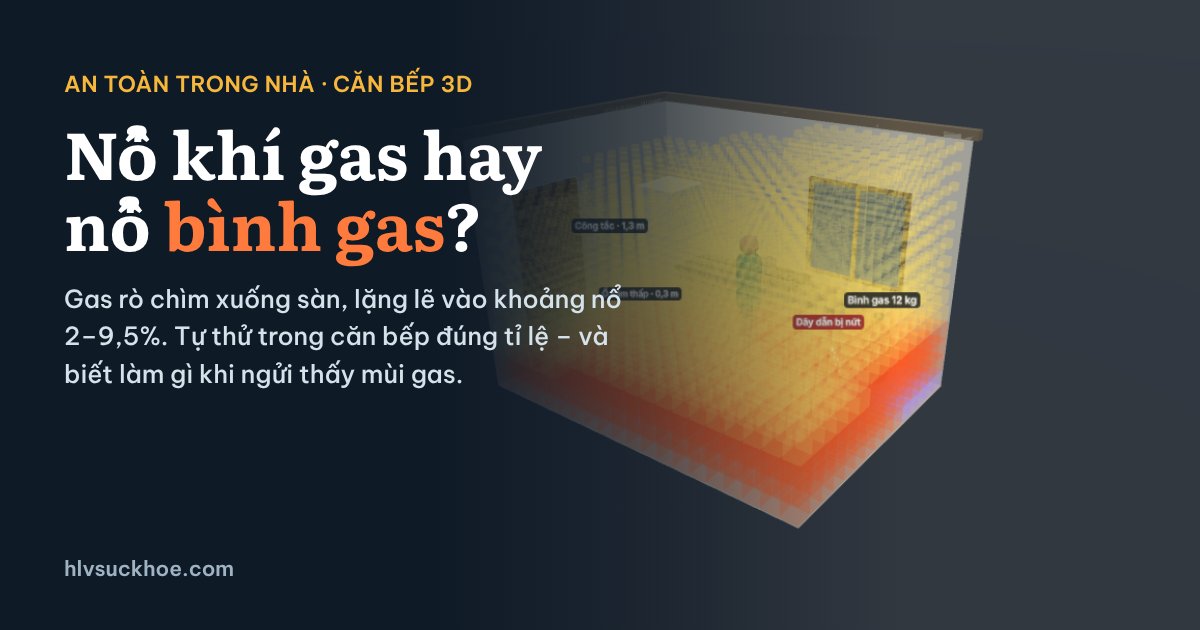 AN TOÀN TRONG NHÀ · CĂN BẾP 3D
Nổ khí gas hay
nổ bình gas?
Gas rò chìm xuống sàn, lặng lẽ vào khoảng nổ
2–9,5%. Tự thử trong căn bếp đúng tỉ lệ – và
biết làm gì khi ngửi thấy mùi gas.
Công tắc · 1,3 m
thấp · 0,3 m
Bình gas 12 kg
Dây dẫn bị nứt
hlvsuckhoe.com